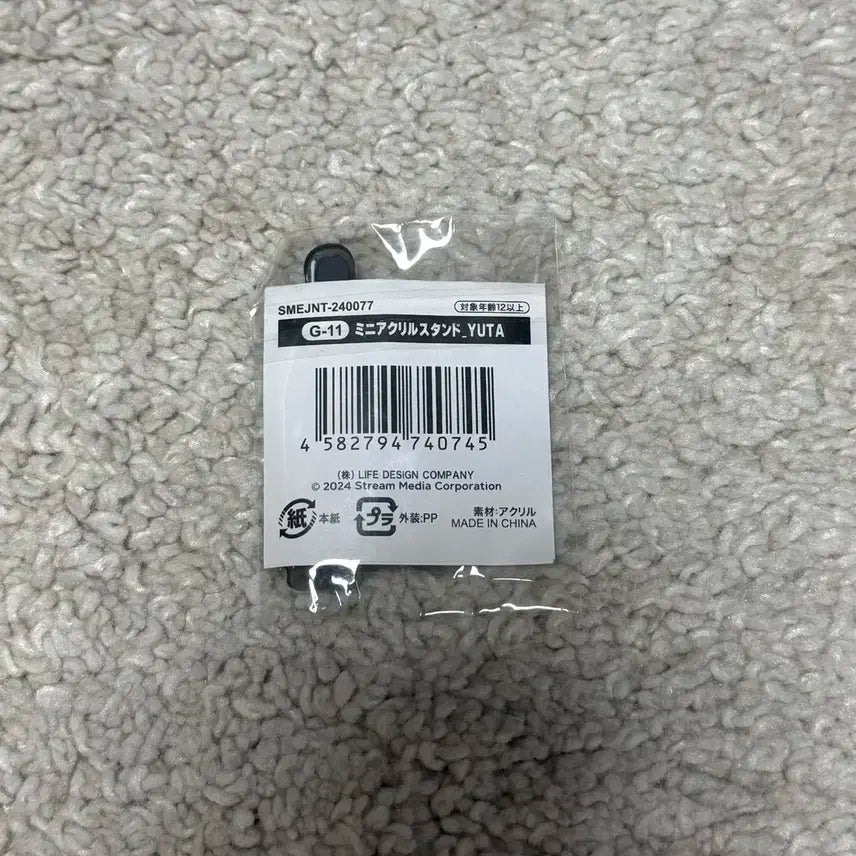 SMEJNT-240077 対象年齢12以上
G-11 ミニアクリルスタンド_YUTA
4 582794 740745
(株) LIFE DESIGN COMPANY
© 2024 Stream Media Corporation
紙 本紙 プラ 外装:PP 素材:アクリル
MADE IN CHINA